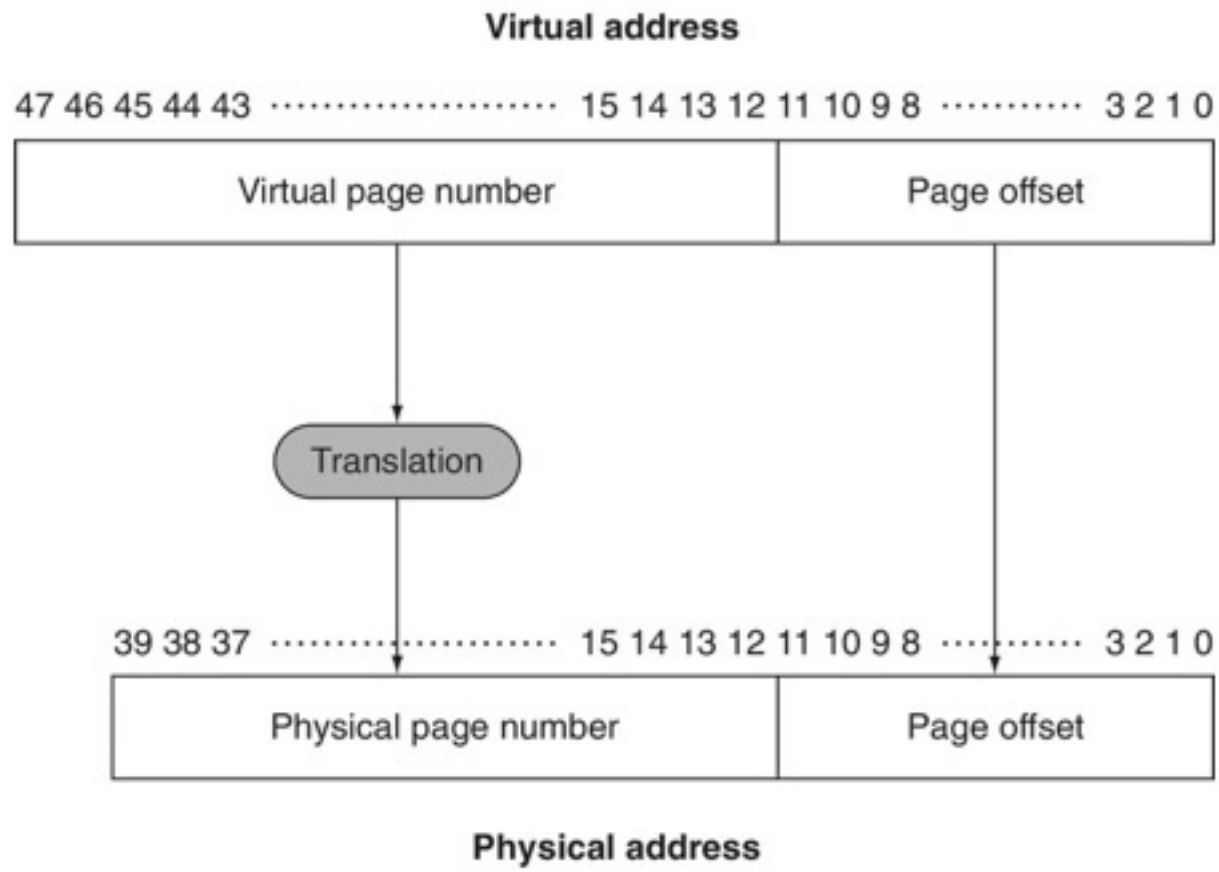 Virtual address
47 46 45 44 43 ........................ 15 14 13 12 11 10 9 8 ............ 3 2 1 0
Virtual page number Page offset
Translation
39 38 37 ........................ 15 14 13 12 11 10 9 8 ............ 3 2 1 0
Physical page number Page offset
Physical address